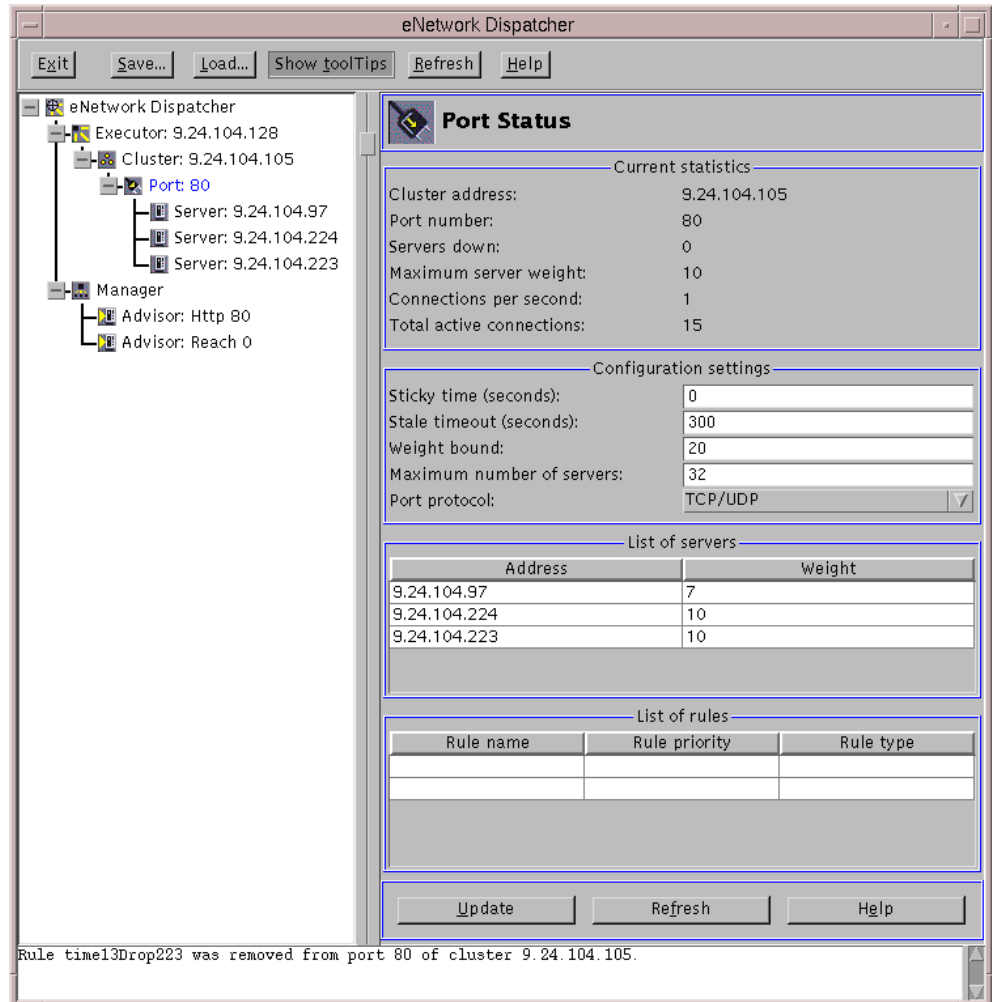 eNetwork Dispatcher
Exit Save... Load... Show toolTips Refresh Help
eNetwork Dispatcher
Executor: 9.24.104.128
Cluster: 9.24.104.105
Port: 80
Server: 9.24.104.97
Server: 9.24.104.224
Server: 9.24.104.223
Manager
Advisor: Http 80
Advisor: Reach 0
Port Status
Current statistics
Cluster address: 9.24.104.105
Port number: 80
Servers down: 0
Maximum server weight: 10
Connections per second: 1
Total active connections: 15
Configuration settings
Sticky time (seconds): 0
Stale timeout (seconds): 300
Weight bound: 20
Maximum number of servers: 32
Port protocol: TCP/UDP
List of servers
Address Weight
9.24.104.97 7
9.24.104.224 10
9.24.104.223 10
List of rules
Rule name Rule priority Rule type
Update Refresh Help
Rule time13Drop223 was removed from port 80 of cluster 9.24.104.105.